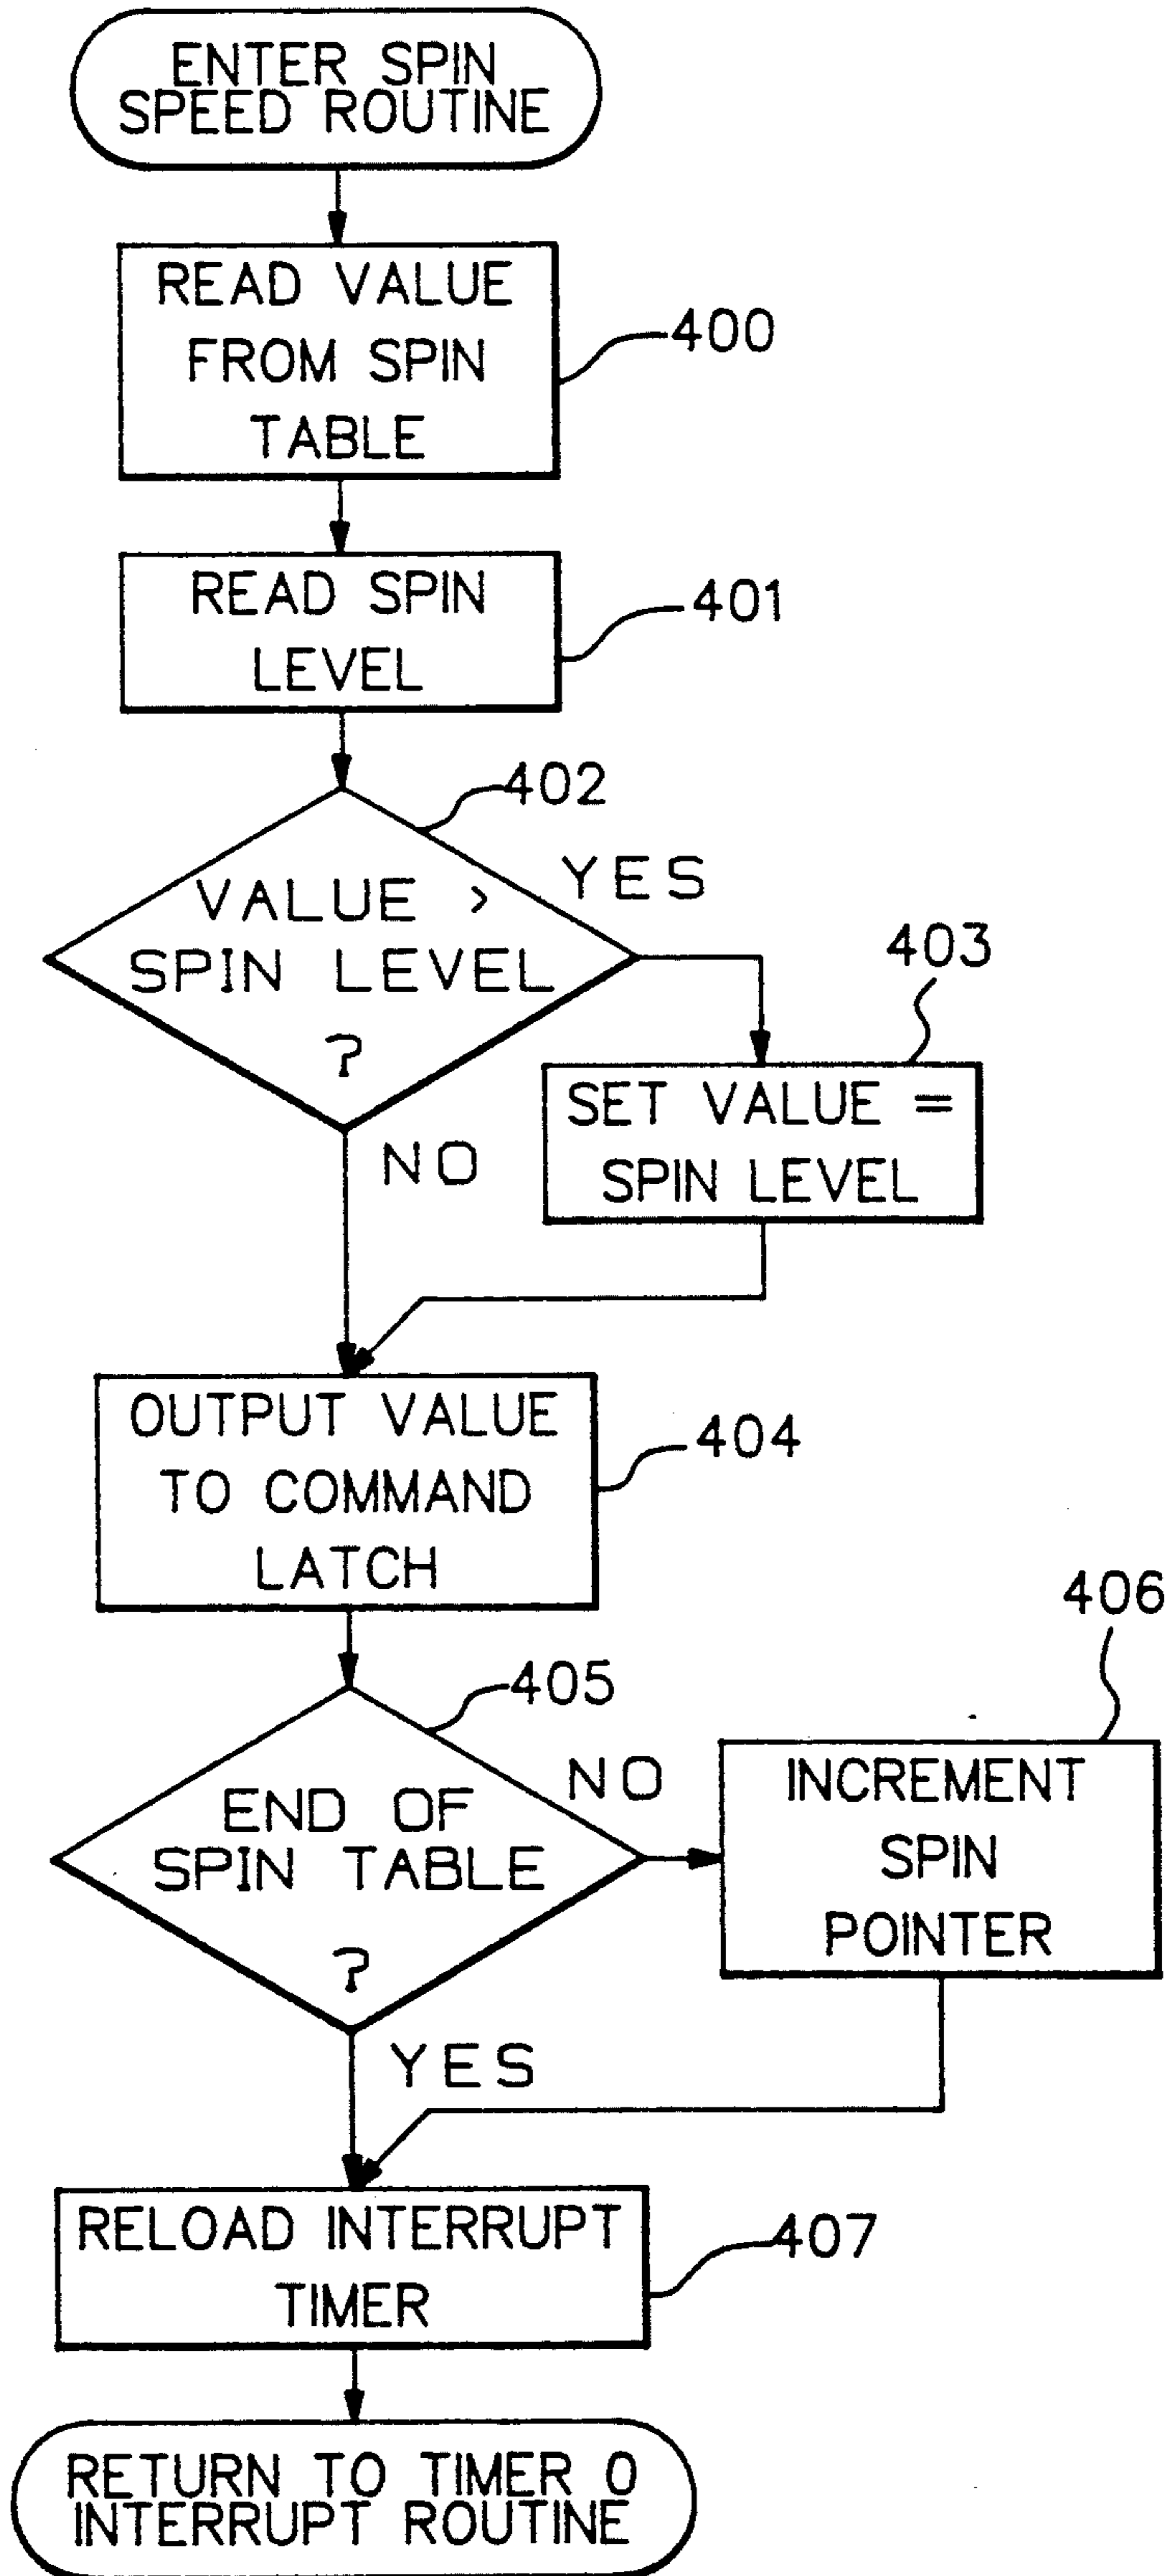 ENTER SPIN
SPEED ROUTINE
READ VALUE
FROM SPIN
TABLE
400
READ SPIN
LEVEL
401
402
VALUE >
SPIN LEVEL
?
YES
NO
403
SET VALUE =
SPIN LEVEL
OUTPUT VALUE
TO COMMAND
LATCH
404
405
END OF
SPIN TABLE
?
NO
YES
406
INCREMENT
SPIN
POINTER
RELOAD INTERRUPT
TIMER
407
RETURN TO TIMER 0
INTERRUPT ROUTINE